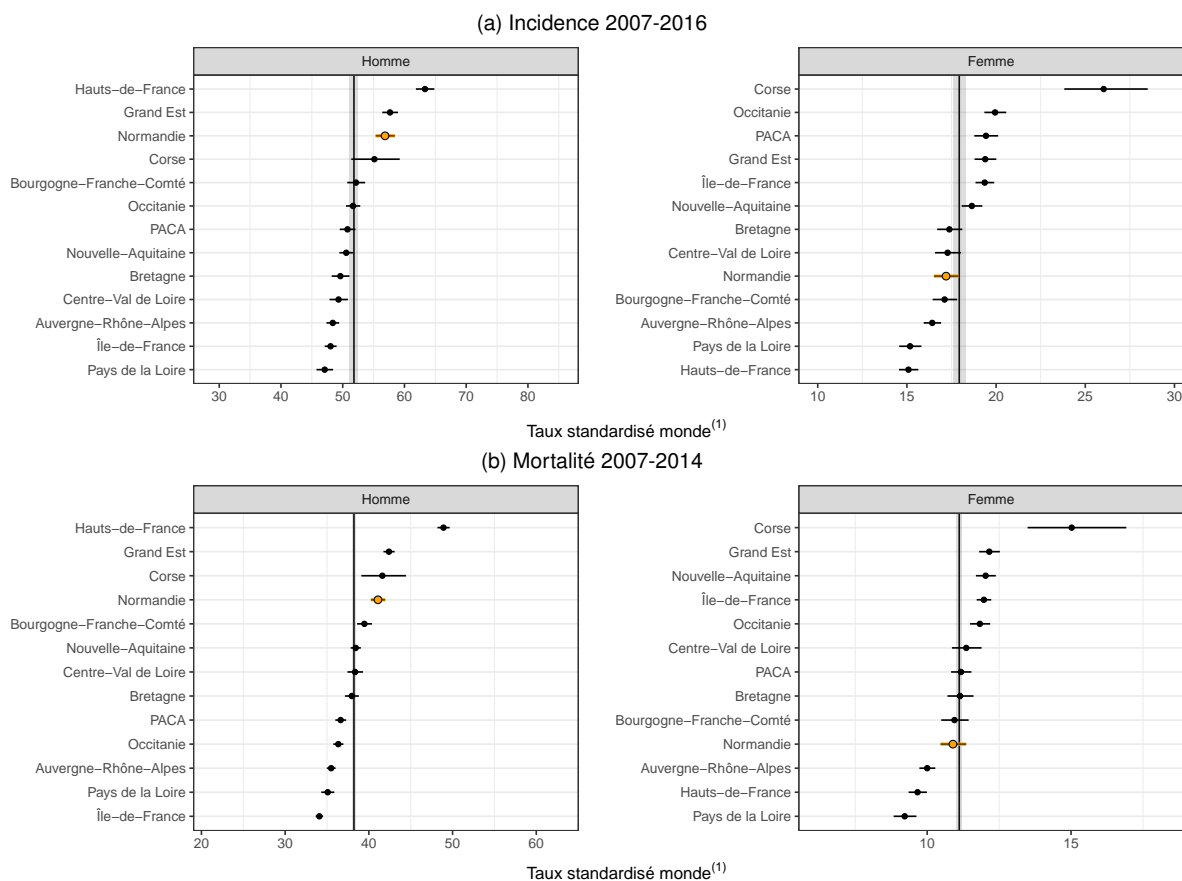 (a) Incidence 2007-2016
Homme
Hauts−de−France
Grand Est
Normandie
Corse
Bourgogne−Franche−Comté
Occitanie
PACA
Nouvelle−Aquitaine
Bretagne
Centre−Val de Loire
Auvergne−Rhône−Alpes
Île−de−France
Pays de la Loire
30 40 50 60 70 80
Femme
Corse
Occitanie
PACA
Grand Est
Île−de−France
Nouvelle−Aquitaine
Bretagne
Centre−Val de Loire
Normandie
Bourgogne−Franche−Comté
Auvergne−Rhône−Alpes
Pays de la Loire
Hauts−de−France
10 15 20 25 30
Taux standardisé monde(1)
(b) Mortalité 2007-2014
Homme
Hauts−de−France
Grand Est
Corse
Normandie
Bourgogne−Franche−Comté
Nouvelle−Aquitaine
Centre−Val de Loire
Bretagne
PACA
Occitanie
Auvergne−Rhône−Alpes
Pays de la Loire
Île−de−France
20 30 40 50 60
Femme
Corse
Grand Est
Nouvelle−Aquitaine
Île−de−France
Occitanie
Centre−Val de Loire
PACA
Bretagne
Bourgogne−Franche−Comté
Normandie
Auvergne−Rhône−Alpes
Hauts−de−France
Pays de la Loire
10 15
Taux standardisé monde(1)